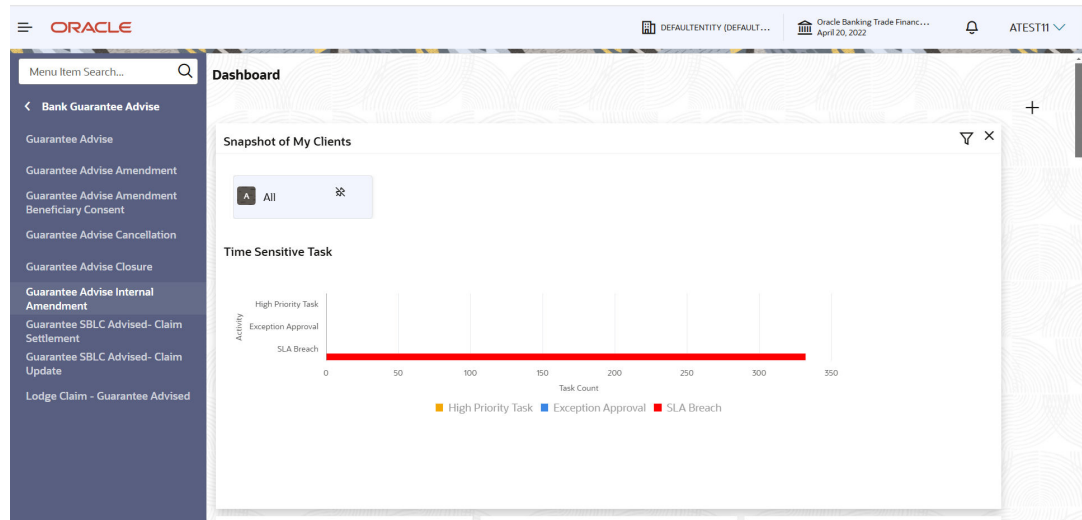 ORACLE
DEFAULTENTITY (DEFAULT...
Oracle Banking Trade Financ...
April 20, 2022
ATEST11
Menu Item Search...
Bank Guarantee Advise
Guarantee Advise
Guarantee Advise Amendment
Guarantee Advise Amendment
Beneficiary Consent
Guarantee Advise Cancellation
Guarantee Advise Closure
Guarantee Advise Internal
Amendment
Guarantee SBLC Advised- Claim
Settlement
Guarantee SBLC Advised- Claim
Update
Lodge Claim - Guarantee Advised
Dashboard
Snapshot of My Clients
A All
Time Sensitive Task
Activity
High Priority Task
Exception Approval
SLA Breach
0 50 100 150 200 250 300 350
Task Count
High Priority Task Exception Approval SLA Breach